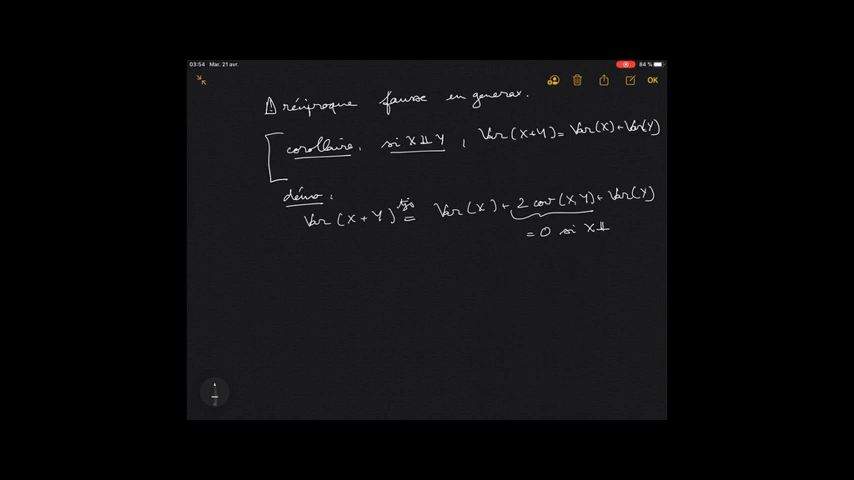 03:54 Mar. 21 avr. 84 %
OK
⚠ réciproque fausse en general.
corollaire. si X⫫Y, Var(X+Y) = Var(X) + Var(Y)
démo :
Var(X+Y) tjs = Var(X) + 2 cov(X,Y) + Var(Y)
= 0 si X⫫